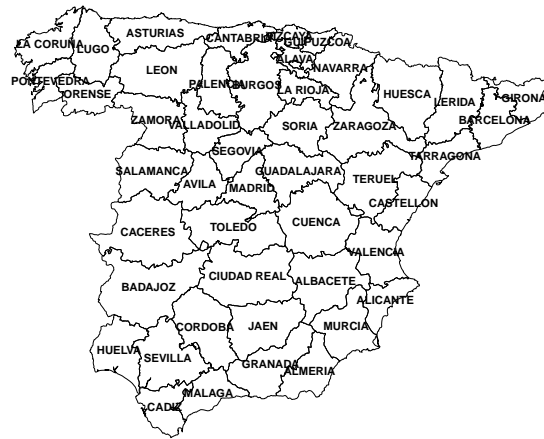 ASTURIAS
CANTABRIA
VIZCAYA
GUIPUZCOA
LA CORUÑA
LUGO
ALAVA
NAVARRA
LEON
PALENCIA
BURGOS
LA RIOJA
HUESCA
LERIDA
GIRONA
PONTEVEDRA
ORENSE
ZAMORA
VALLADOLID
SORIA
ZARAGOZA
BARCELONA
SEGOVIA
TARRAGONA
SALAMANCA
AVILA
MADRID
GUADALAJARA
TERUEL
CASTELLON
CACERES
TOLEDO
CUENCA
VALENCIA
BADAJOZ
CIUDAD REAL
ALBACETE
ALICANTE
CORDOBA
JAEN
MURCIA
HUELVA
SEVILLA
GRANADA
ALMERIA
MALAGA
CADIZ